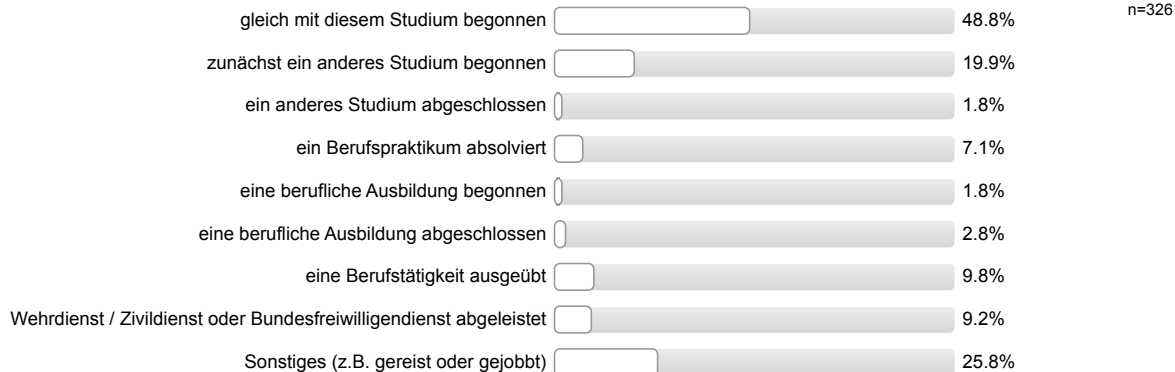 n=326
gleich mit diesem Studium begonnen 48.8%
zunächst ein anderes Studium begonnen 19.9%
ein anderes Studium abgeschlossen 1.8%
ein Berufspraktikum absolviert 7.1%
eine berufliche Ausbildung begonnen 1.8%
eine berufliche Ausbildung abgeschlossen 2.8%
eine Berufstätigkeit ausgeübt 9.8%
Wehrdienst / Zivildienst oder Bundesfreiwilligendienst abgeleistet 9.2%
Sonstiges (z.B. gereist oder gejobbt) 25.8%